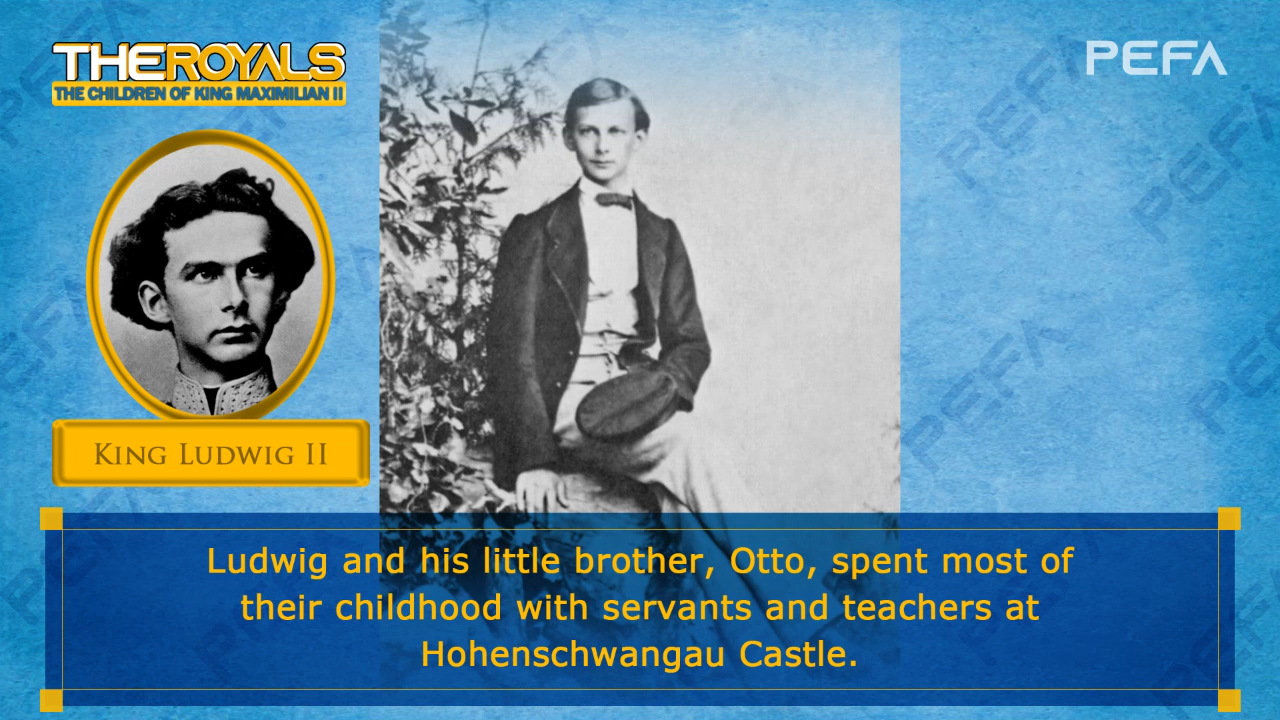 THEROYALS
THE CHILDREN OF KING MAXIMILIAN II
PEFA
KING LUDWIG II
Ludwig and his little brother, Otto, spent most of
their childhood with servants and teachers at
Hohenschwangau Castle.